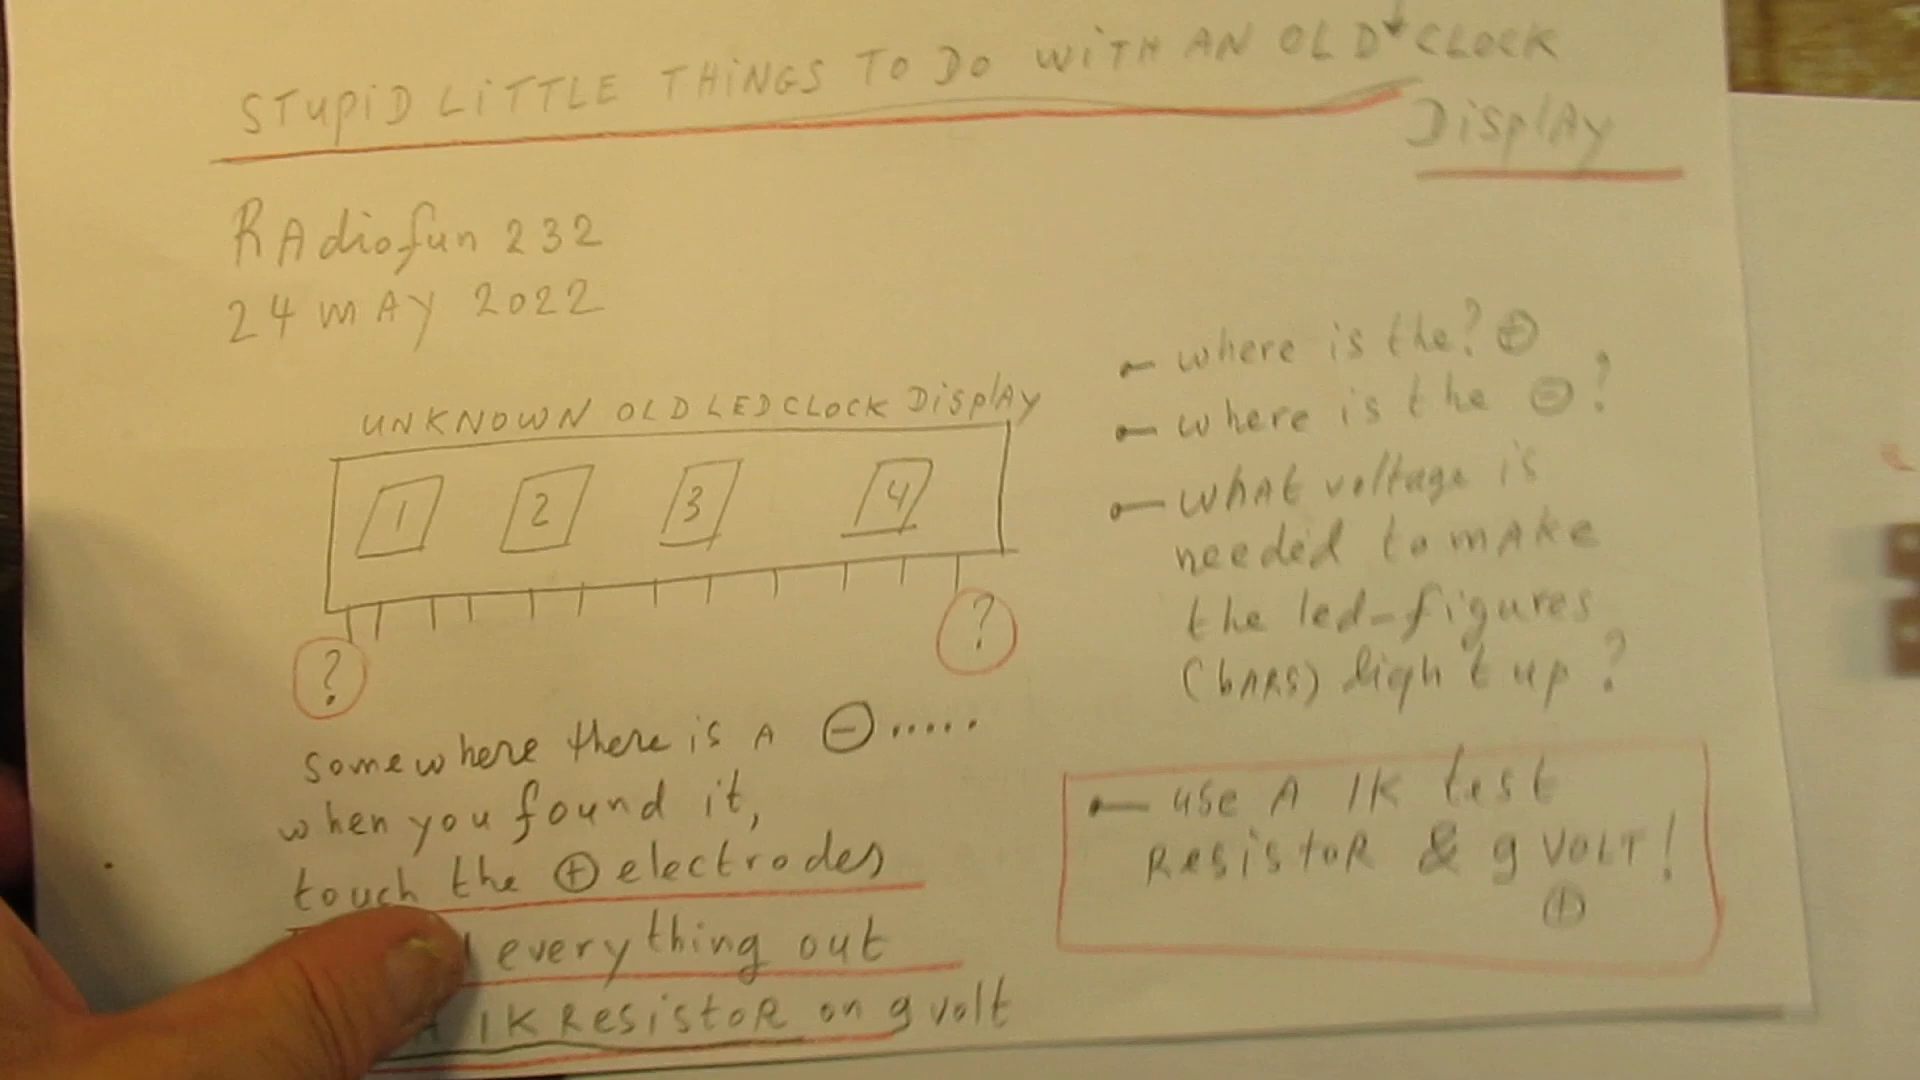 STUPID LITTLE THINGS TO DO WITH AN OLD CLOCK
Display
RAdiofun 232
24 MAY 2022
UNKNOWN OLD LED CLOCK Display
1 2 3 4
? ?
somewhere there is A ⊖.....
when you found it,
touch the ⊕ electrodes
everything out
A 1K RESistoR on 9 volt
- where is the? ⊕
- where is the ⊖?
- WhAt voltage is
needed to mAke
the led-figures
(bARS) light up?
- use A 1K test
ResistoR & 9 VOLT!
⊕